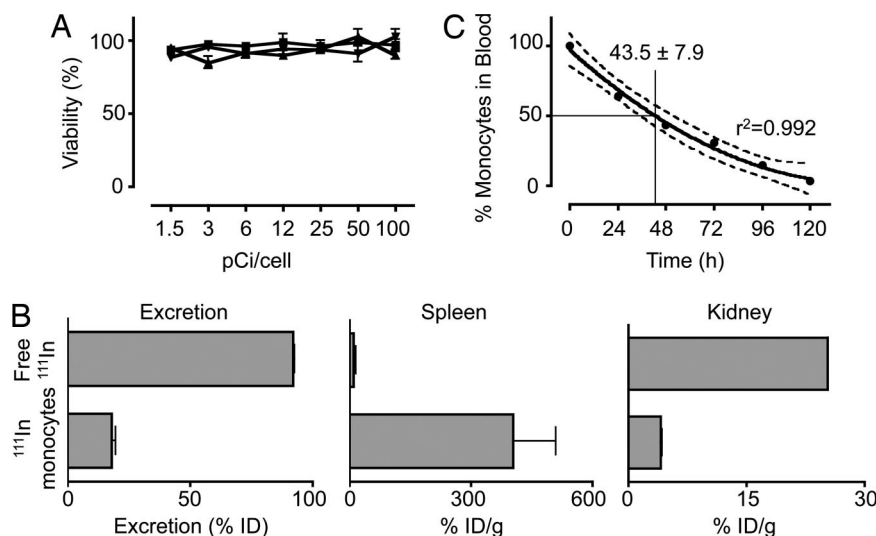 A
Viability (%)
100
50
0
1.5 3 6 12 25 50 100
pCi/cell
C
% Monocytes in Blood
100
50
0
43.5 ± 7.9
r²=0.992
0 24 48 72 96 120
Time (h)
B
Excretion
Free ¹¹¹In
¹¹¹In monocytes
0 50 100
Excretion (% ID)
Spleen
0 300 600
% ID/g
Kidney
0 15 30
% ID/g